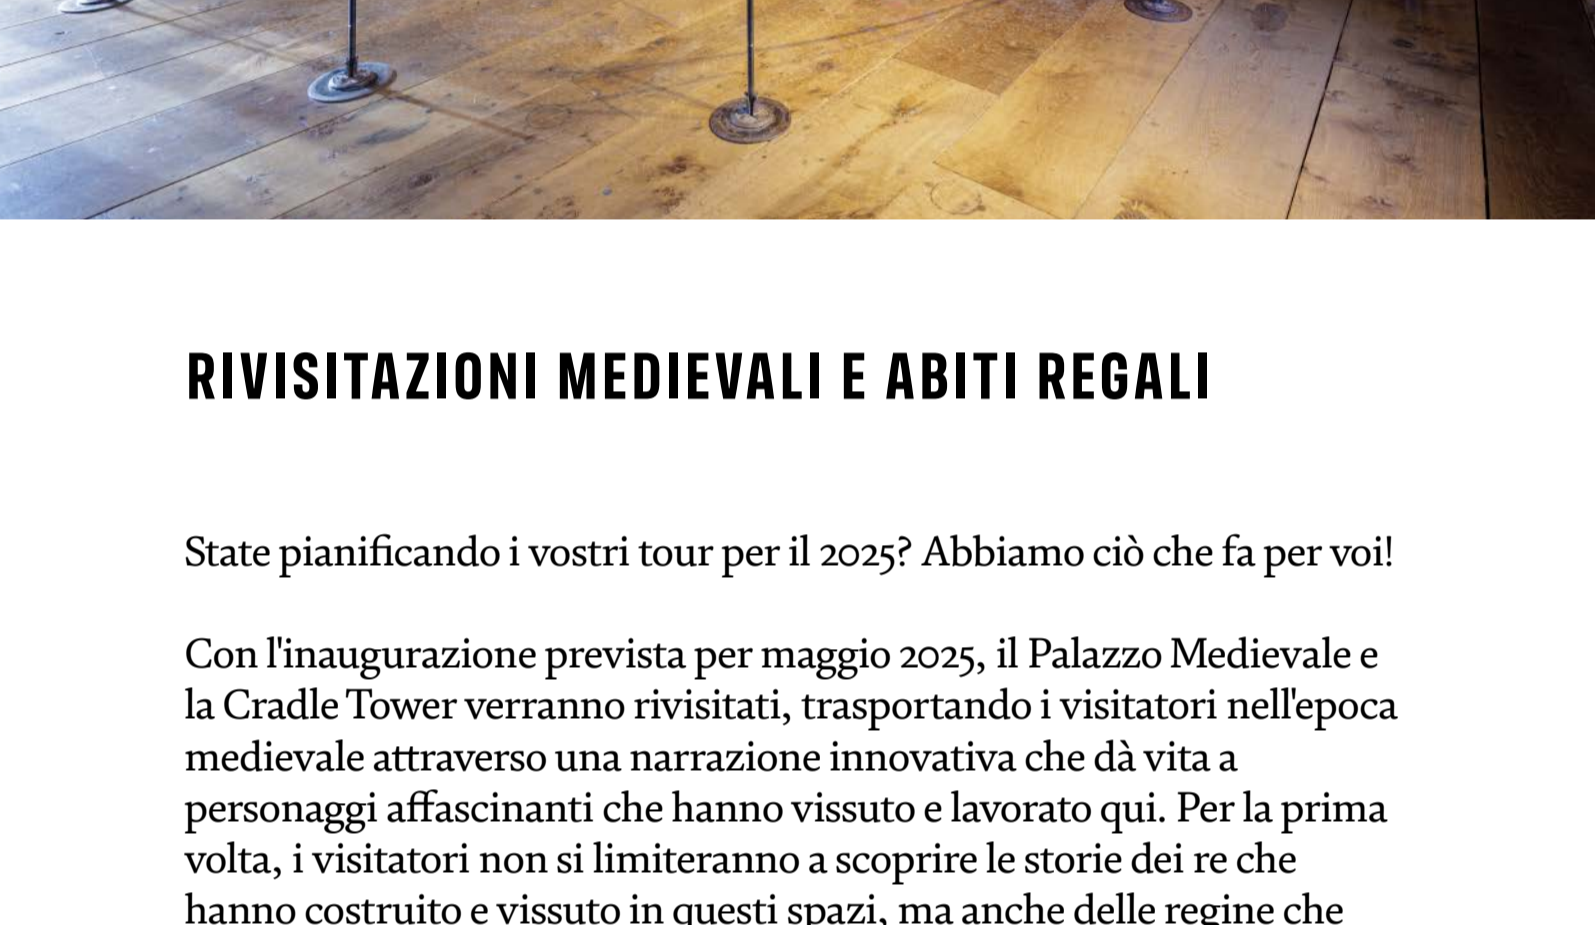 RIVISITAZIONI MEDIEVALI E ABITI REGALI
State pianificando i vostri tour per il 2025? Abbiamo ciò che fa per voi!
Con l'inaugurazione prevista per maggio 2025, il Palazzo Medievale e
la Cradle Tower verranno rivisitati, trasportando i visitatori nell'epoca
medievale attraverso una narrazione innovativa che dà vita a
personaggi affascinanti che hanno vissuto e lavorato qui. Per la prima
volta, i visitatori non si limiteranno a scoprire le storie dei re che
hanno costruito e vissuto in questi spazi, ma anche delle regine che